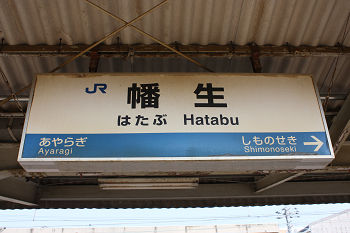 JR
幡生
はたぶ Hatabu
あやらぎ しものせき →
Ayaragi Shimonoseki